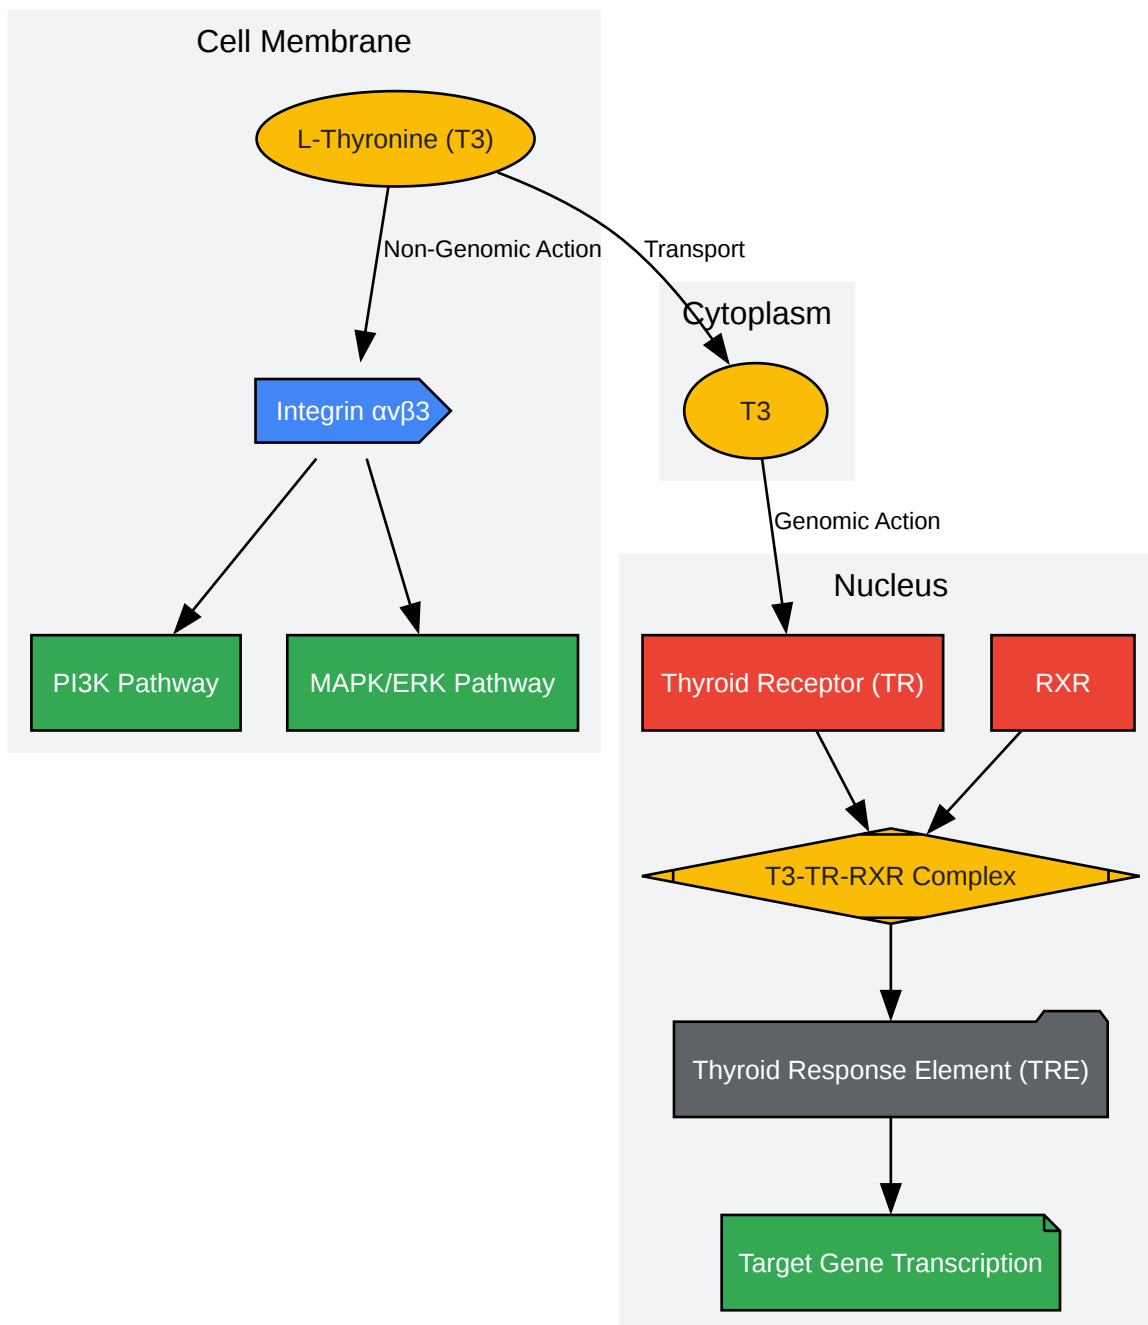 Cell Membrane
L-Thyronine (T3)
Non-Genomic Action
Transport
Cytoplasm
Integrin αvβ3
T3
Genomic Action
Nucleus
PI3K Pathway
MAPK/ERK Pathway
Thyroid Receptor (TR)
RXR
T3-TR-RXR Complex
Thyroid Response Element (TRE)
Target Gene Transcription